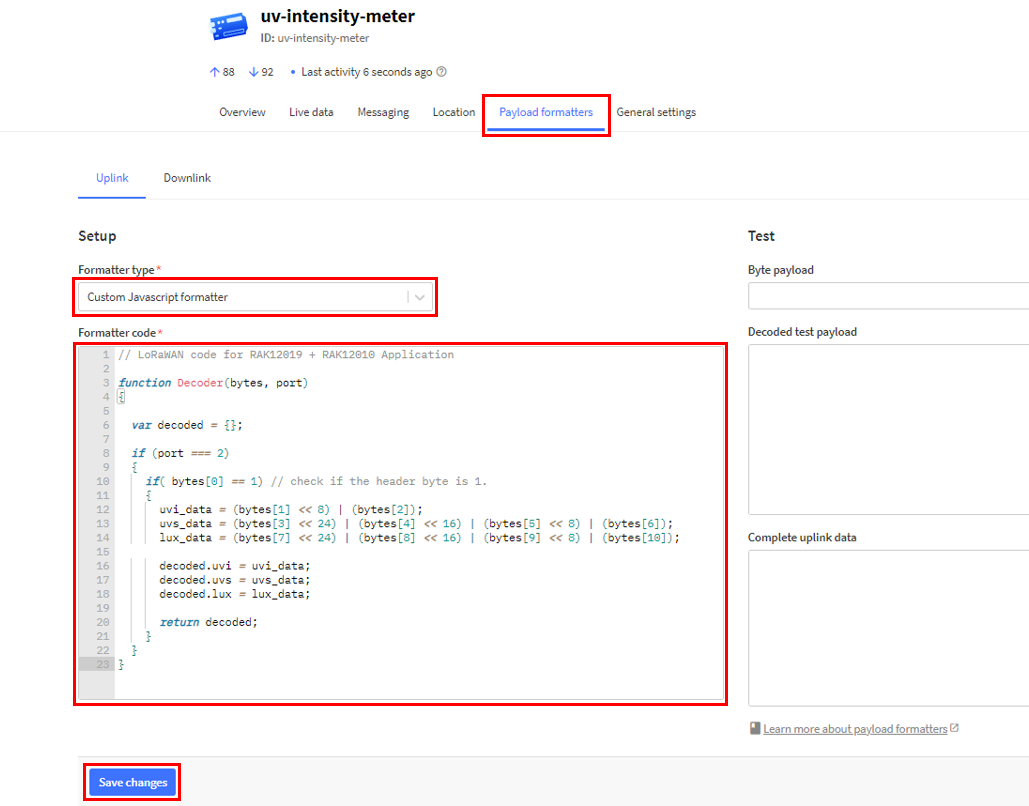 uv-intensity-meter
ID: uv-intensity-meter
88 92 • Last activity 6 seconds ago
Overview Live data Messaging Location Payload formatters General settings
Uplink Downlink
Setup
Formatter type*
Custom Javascript formatter
Formatter code*
1 // LoRaWAN code for RAK12019 + RAK12010 Application
2
3 function Decoder(bytes, port)
4 {
5
6 var decoded = {};
7
8 if (port === 2)
9 {
10 if( bytes[0] == 1) // check if the header byte is 1.
11 {
12 uvi_data = (bytes[1] << 8) | (bytes[2]);
13 uvs_data = (bytes[3] << 24) | (bytes[4] << 16) | (bytes[5] << 8) | (bytes[6]);
14 lux_data = (bytes[7] << 24) | (bytes[8] << 16) | (bytes[9] << 8) | (bytes[10]);
15
16 decoded.uvi = uvi_data;
17 decoded.uvs = uvs_data;
18 decoded.lux = lux_data;
19
20 return decoded;
21 }
22 }
23 }
Test
Byte payload
Decoded test payload
Complete uplink data
Learn more about payload formatters
Save changes